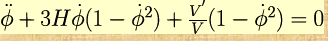 $\ddot{\phi} + 3H\dot{\phi}(1 - \dot{\phi}^2) + \frac{V'}{V}(1 - \dot{\phi}^2) = 0$